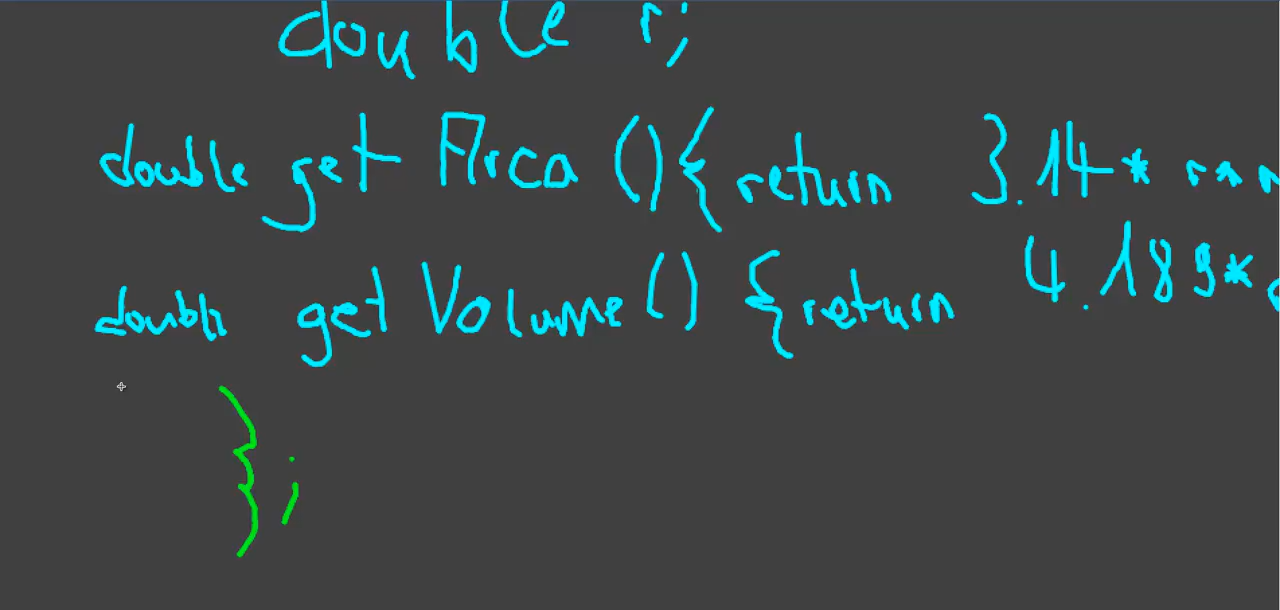 double r;
double get Area (){return 3.14* r*r
double get Volume() {return 4.189*
};